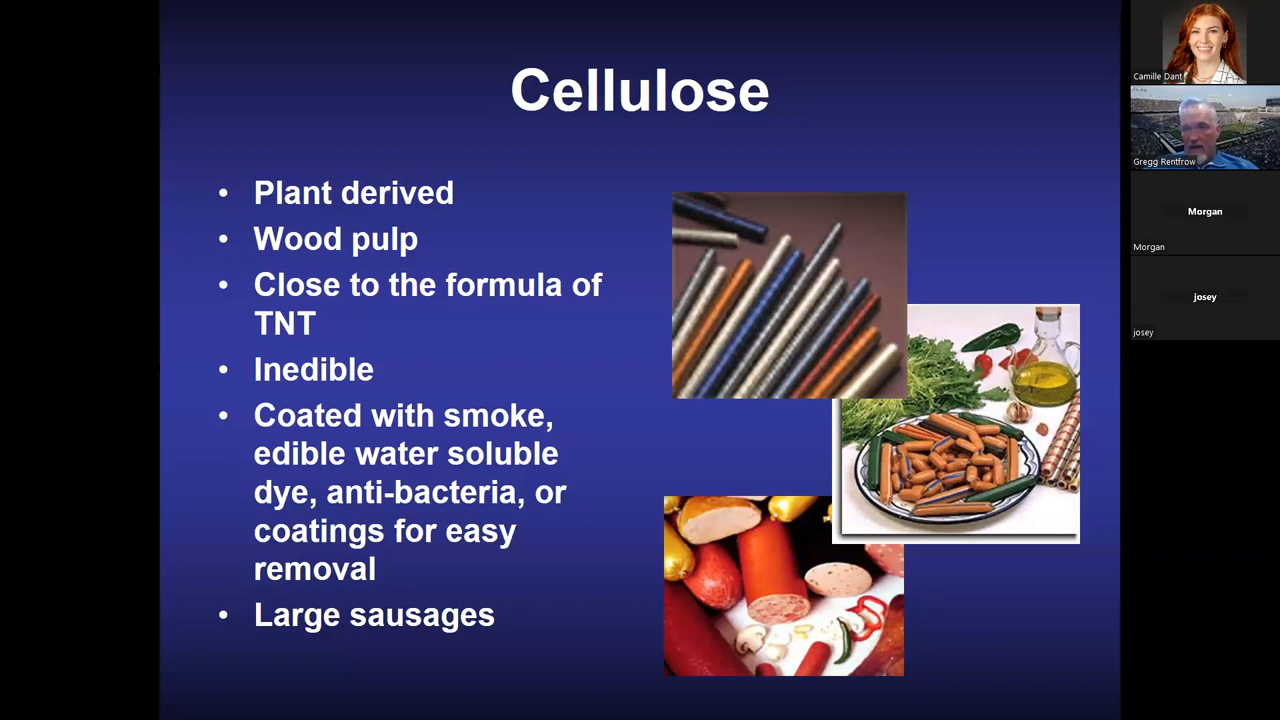 Cellulose
• Plant derived
• Wood pulp
• Close to the formula of
TNT
• Inedible
• Coated with smoke,
edible water soluble
dye, anti-bacteria, or
coatings for easy
removal
• Large sausages
Camille Dant
Gregg Rentfrow
Morgan
Morgan
josey
josey